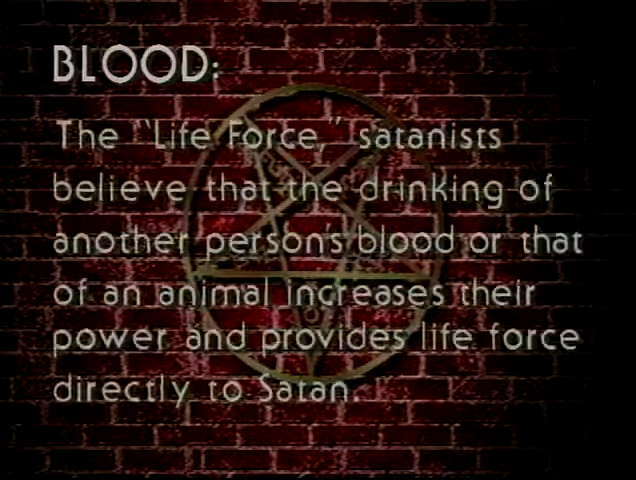 BLOOD:
The "Life Force," satanists
believe that the drinking of
another person's blood or that
of an animal increases their
power and provides life force
directly to Satan.